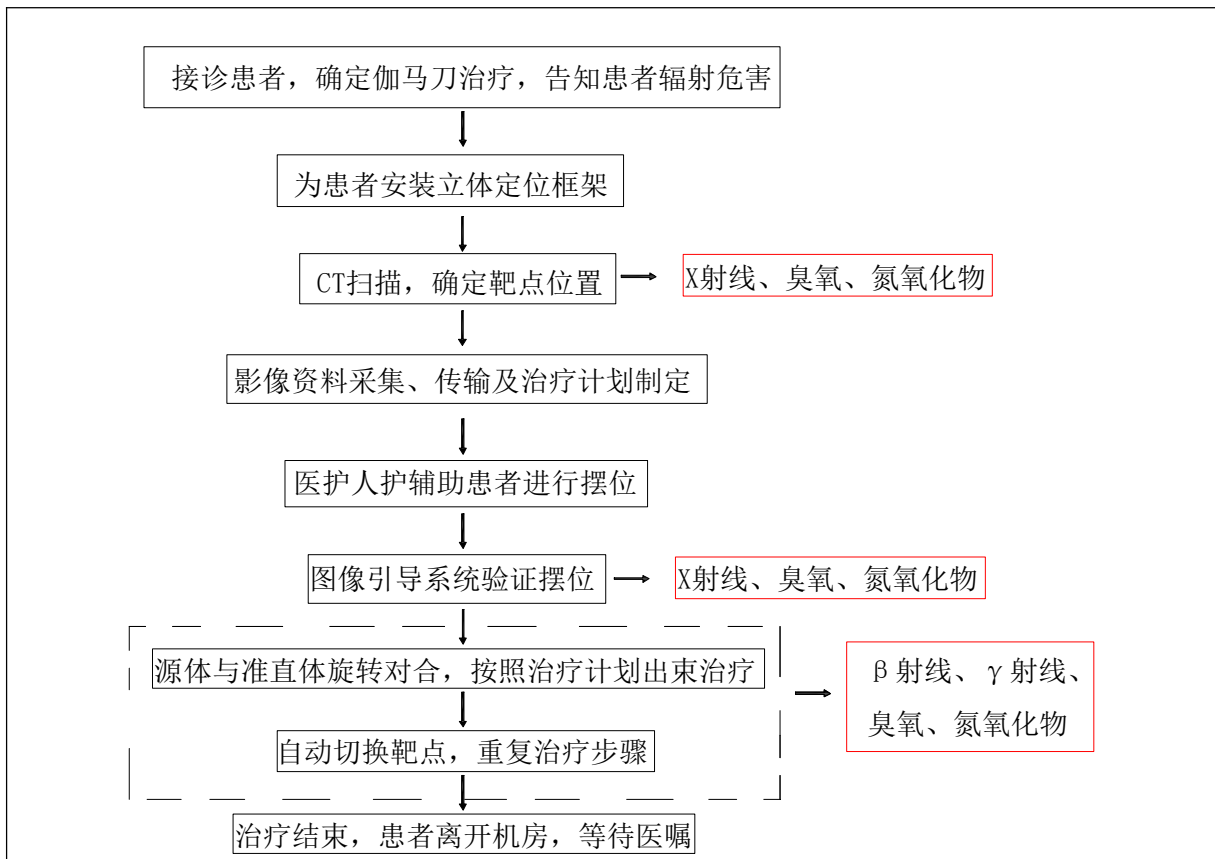 接诊患者，确定伽马刀治疗，告知患者辐射危害
为患者安装立体定位框架
CT扫描，确定靶点位置
X射线、臭氧、氮氧化物
影像资料采集、传输及治疗计划制定
医护人护辅助患者进行摆位
图像引导系统验证摆位
X射线、臭氧、氮氧化物
源体与准直体旋转对合，按照治疗计划出束治疗
β射线、γ射线、
臭氧、氮氧化物
自动切换靶点，重复治疗步骤
治疗结束，患者离开机房，等待医嘱